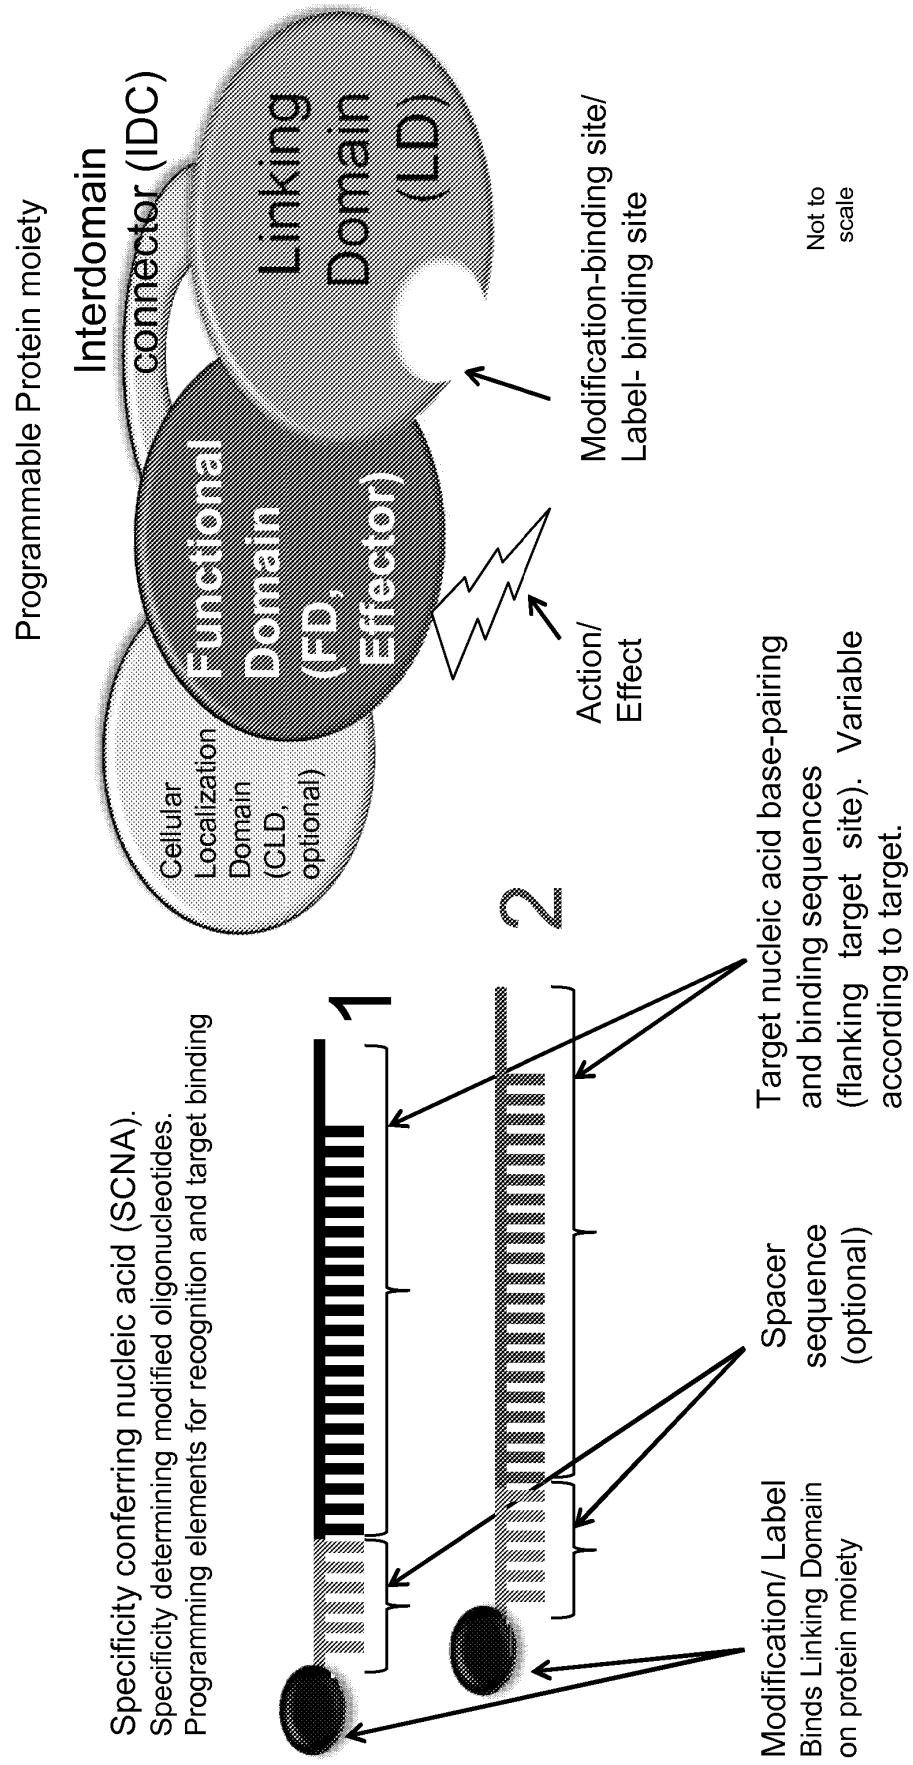 Specificity conferring nucleic acid (SCNA).
Specificity determining modified oligonucleotides.
Programming elements for recognition and target binding
1
2
Modification/ Label
Binds Linking Domain
on protein moiety
Spacer
sequence
(optional)
Target nucleic acid base-pairing
and binding sequences
(flanking target site). Variable
according to target.
Programmable Protein moiety
Interdomain
connector (IDC)
Cellular
Localization
Domain
(CLD,
optional)
Functional
Domain
(FD,
Effector)
Linking
Domain
(LD)
Action/
Effect
Modification-binding site/
Label- binding site
Not to
scale